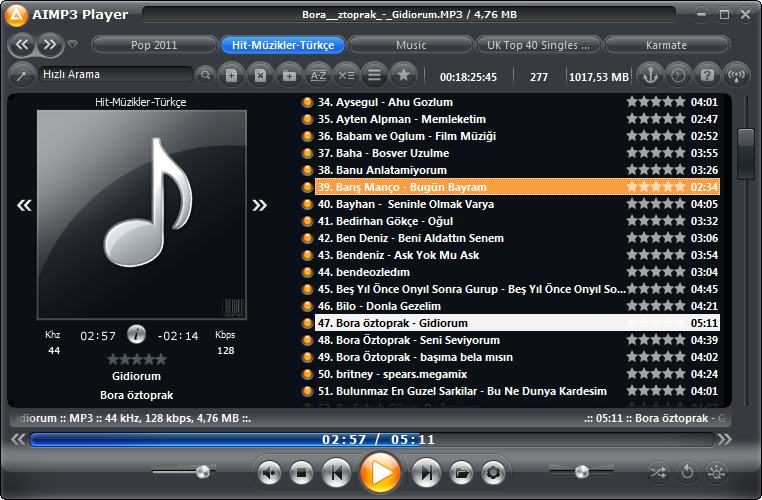 AIMP3 Player
Bora__ztoprak_-_Gidiorum.MP3 / 4,76 MB
Pop 2011
Hit-Müzikler-Türkçe
Music
UK Top 40 Singles ...
Karmate
Hızlı Arama
A-Z
00:18:25:45
277
1017,53 MB
Hit-Müzikler-Türkçe
34. Aysegul - Ahu Gozlum 04:01
35. Ayten Alpman - Memleketim 02:47
36. Babam ve Oglum - Film Müziği 02:52
37. Baha - Bosver Uzulme 03:55
38. Banu Anlatamiyorum 03:26
39. Barış Manço - Bugün Bayram 02:34
40. Bayhan - Seninle Olmak Varya 04:05
41. Bedirhan Gökçe - Oğul 03:32
42. Ben Deniz - Beni Aldattın Senem 03:06
43. Bendeniz - Ask Yok Mu Ask 03:54
44. bendeozledım 03:04
45. Beş Yıl Önce Onyıl Sonra Gurup - Beş Yıl Önce Onyıl So... 04:45
46. Bilo - Donla Gezelim 04:21
47. Bora öztoprak - Gidiorum 05:11
48. Bora Öztoprak - Seni Seviyorum 04:39
49. Bora Öztoprak - başıma bela mısın 04:02
50. britney - spears.megamix 04:24
51. Bulunmaz En Guzel Sarkilar - Bu Ne Dunya Kardesim 04:01
Khz
44
02:57
i
-02:14
Kbps
128
Gidiorum
Bora öztoprak
idiorum :: MP3 :: 44 kHz, 128 kbps, 4,76 MB ::.
.:: 05:11 :: Bora öztoprak - G
02:57 / 05:11